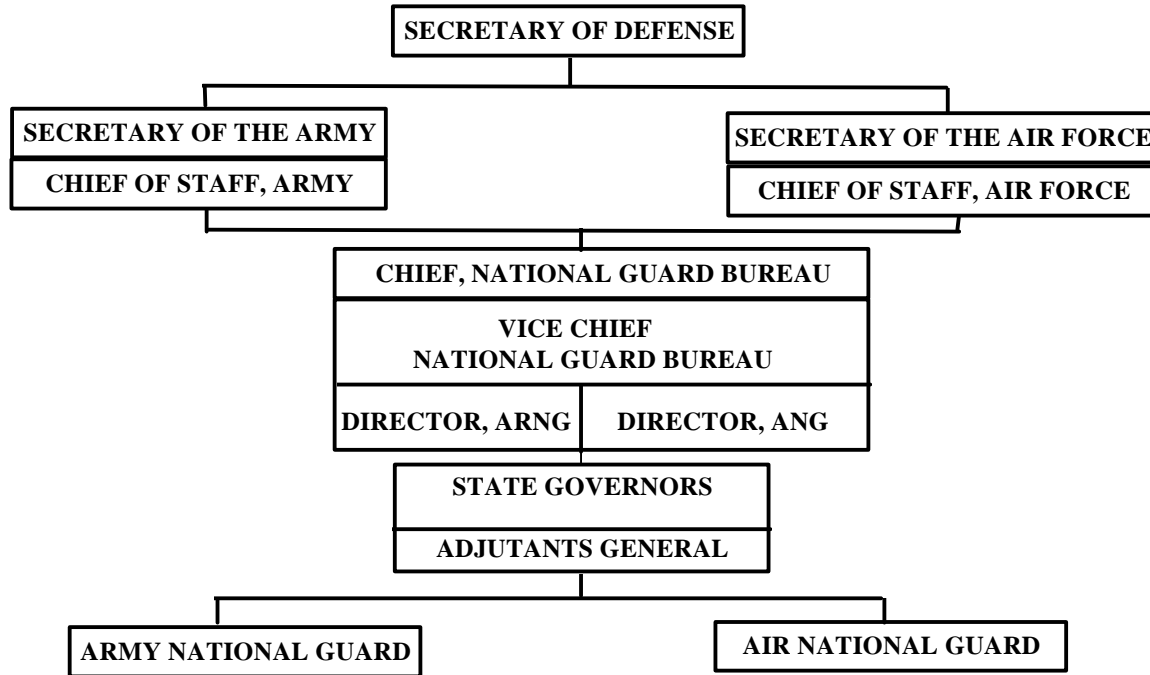 SECRETARY OF DEFENSE
SECRETARY OF THE ARMY
CHIEF OF STAFF, ARMY
SECRETARY OF THE AIR FORCE
CHIEF OF STAFF, AIR FORCE
CHIEF, NATIONAL GUARD BUREAU
VICE CHIEF
NATIONAL GUARD BUREAU
DIRECTOR, ARNG
DIRECTOR, ANG
STATE GOVERNORS
ADJUTANTS GENERAL
ARMY NATIONAL GUARD
AIR NATIONAL GUARD